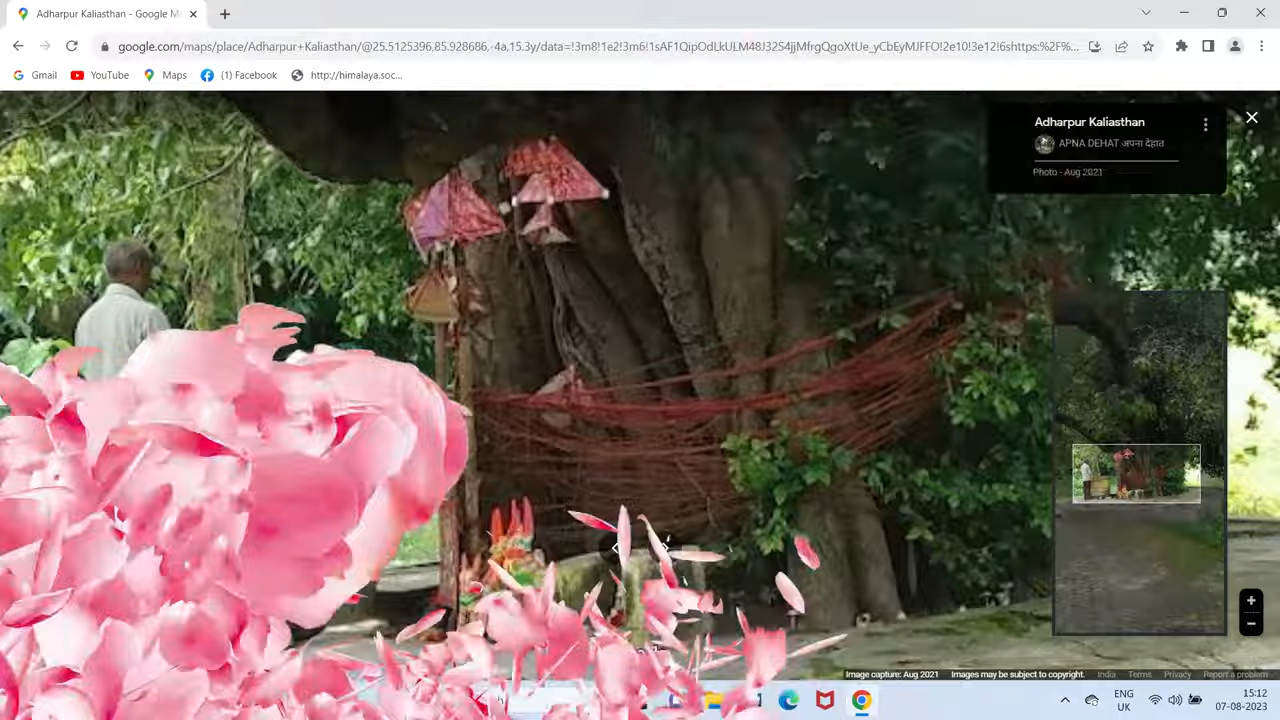 Adharpur Kaliasthan - Google M
google.com/maps/place/Adharpur+Kaliasthan/@25.5125396,85.928686,-4a,15.3y/data=!3m8!1e2!3m6!1sAF1QipOdLkULM48J3264jjMfrgQgoXtUe_yCbEyMJFFO!2e10!3e12!6shttps:%2F%...
Gmail
YouTube
Maps
(1) Facebook
http://himalaya.soc...
Adharpur Kaliasthan
APNA DEHAT अपना देहात
Photo - Aug 2021
Image capture: Aug 2021 Images may be subject to copyright. India Terms Privacy Report a problem
ENG
UK
15:12
07-08-2023